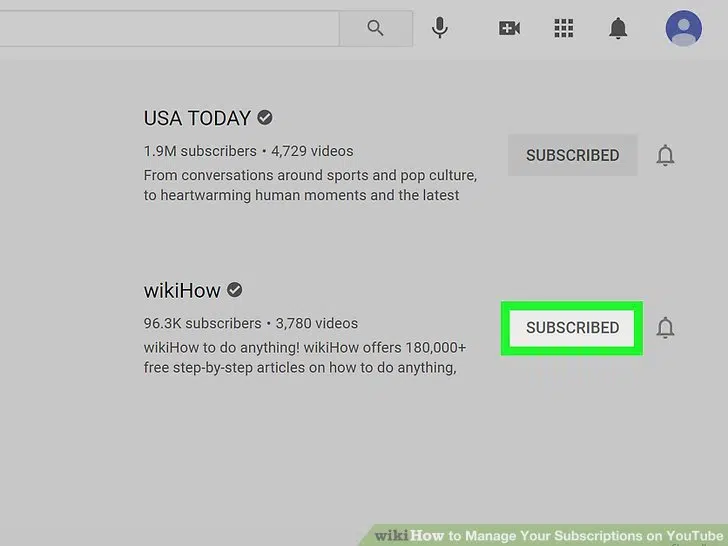 USA TODAY
1.9M subscribers • 4,729 videos
SUBSCRIBED
From conversations around sports and pop culture,
to heartwarming human moments and the latest
wikiHow
96.3K subscribers • 3,780 videos
SUBSCRIBED
wikiHow to do anything! wikiHow offers 180,000+
free step-by-step articles on how to do anything,
wikiHow to Manage Your Subscriptions on YouTube